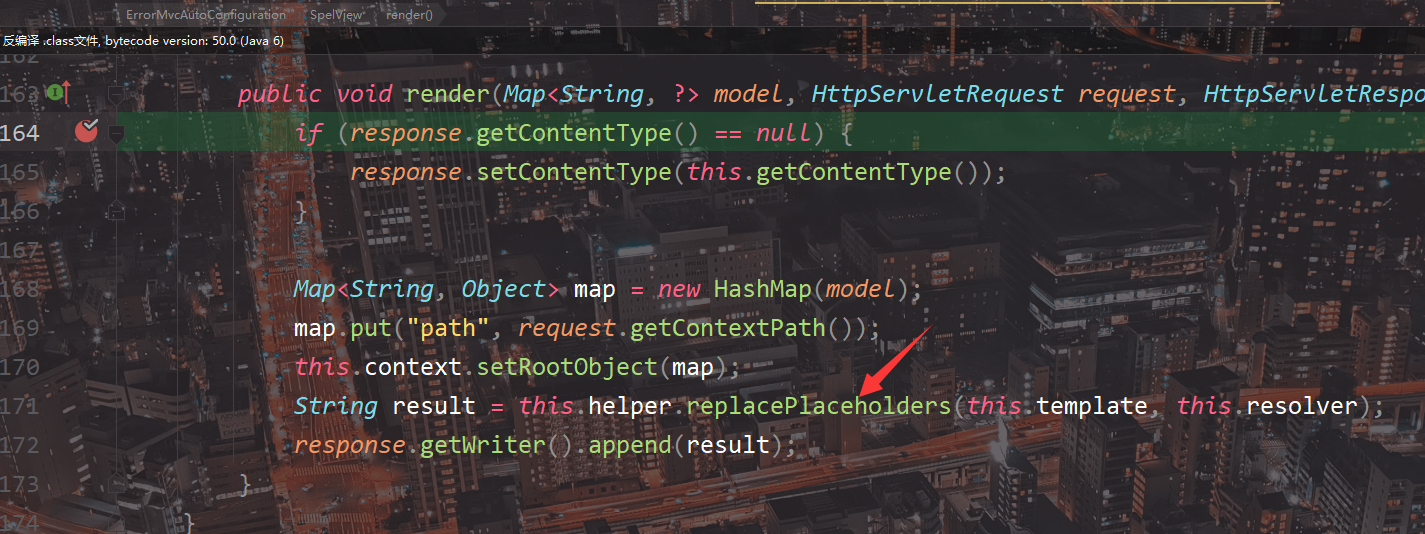 ErrorMvcAutoConfiguration SpelView render()
反编译 .class文件, bytecode version: 50.0 (Java 6)
162
163 public void render(Map<String, ?> model, HttpServletRequest request, HttpServletRespo
164 if (response.getContentType() == null) {
165 response.setContentType(this.getContentType());
166 }
167
168 Map<String, Object> map = new HashMap(model);
169 map.put("path", request.getContextPath());
170 this.context.setRootObject(map);
171 String result = this.helper.replacePlaceholders(this.template, this.resolver);
172 response.getWriter().append(result);
173 }
174 }